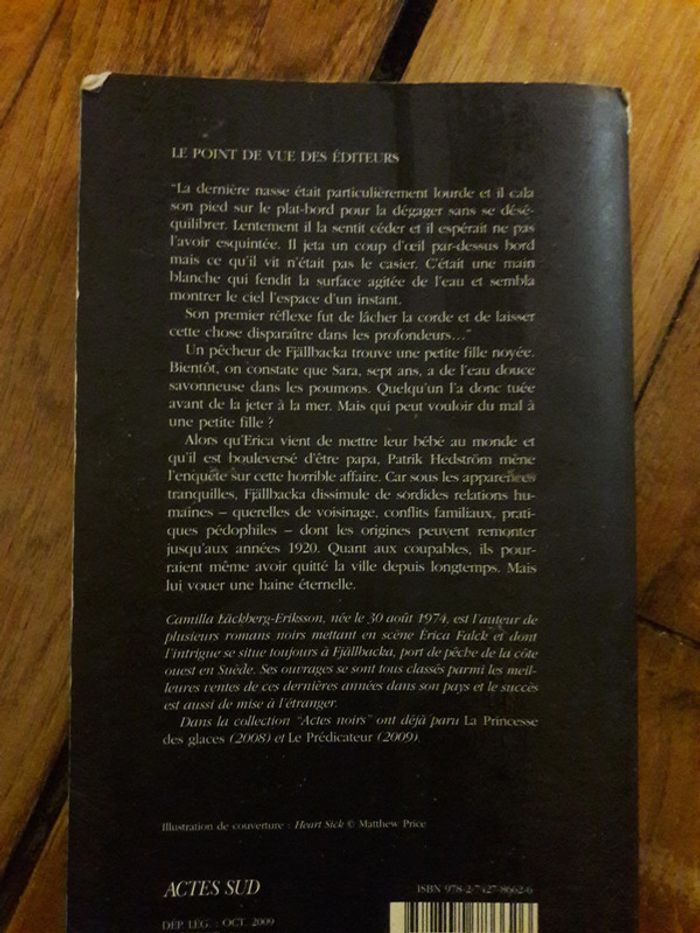 LE POINT DE VUE DES ÉDITEURS
"La dernière nasse était particulièrement lourde et il cala
son pied sur le plat-bord pour la dégager sans se désé-
quilibrer. Lentement il la sentit céder et il espérait ne pas
l'avoir esquintée. Il jeta un coup d'œil par-dessus bord
mais ce qu'il vit n'était pas le casier. C'était une main
blanche qui fendit la surface agitée de l'eau et sembla
montrer le ciel l'espace d'un instant.
Son premier réflexe fut de lâcher la corde et de laisser
cette chose disparaître dans les profondeurs..."
Un pêcheur de Fjällbacka trouve une petite fille noyée.
Bientôt, on constate que Sara, sept ans, a de l'eau douce
savonneuse dans les poumons. Quelqu'un l'a donc tuée
avant de la jeter à la mer. Mais qui peut vouloir du mal à
une petite fille ?
Alors qu'Erica vient de mettre leur bébé au monde et
qu'il est bouleversé d'être papa, Patrik Hedström mène
l'enquête sur cette horrible affaire. Car sous les apparences
tranquilles, Fjällbacka dissimule de sordides relations hu-
maines – querelles de voisinage, conflits familiaux, prati-
ques pédophiles – dont les origines peuvent remonter
jusqu'aux années 1920. Quant aux coupables, ils pour-
raient même avoir quitté la ville depuis longtemps. Mais
lui vouer une haine éternelle.
Camilla Läckberg-Eriksson, née le 30 août 1974, est l'auteur de
plusieurs romans noirs mettant en scène Erica Falck et dont
l'intrigue se situe toujours à Fjällbacka, port de pêche de la côte
ouest en Suède. Ses ouvrages se sont tous classés parmi les meil-
leures ventes de ces dernières années dans son pays et le succès
est aussi de mise à l'étranger.
Dans la collection "Actes noirs" ont déjà paru La Princesse
des glaces (2008) et Le Prédicateur (2009).
Illustration de couverture : Heart Sick © Matthew Price
ACTES SUD
ISBN 978-2-7427-8662-6
DÉP. LÉG. : OCT. 2009